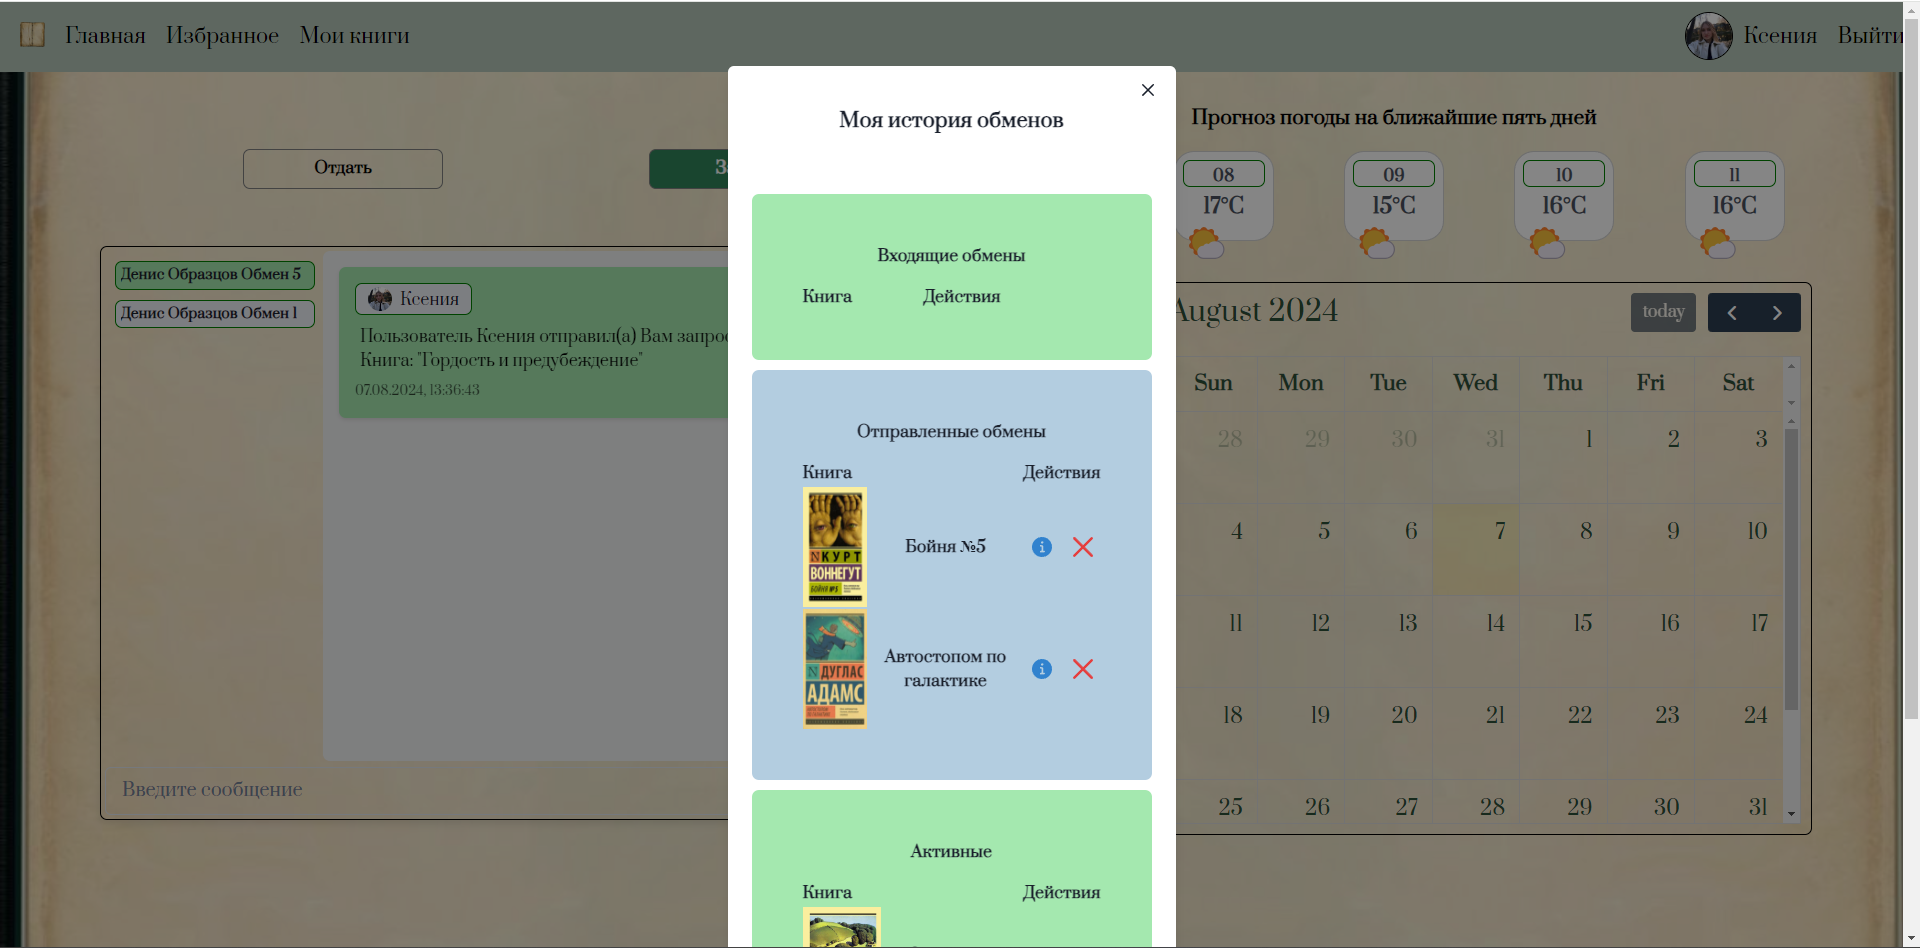 Главная Избранное Мои книги
Ксения Выйти
Отдать
Денис Образцов Обмен 5
Денис Образцов Обмен 1
Ксения
Пользователь Ксения отправил(а) Вам
Книга: "Гордость и предубеждение"
07.08.2024, 13:36:43
Введите сообщение
Моя история обменов
Входящие обмены
Книга Действия
Отправленные обмены
Книга Действия
КУРТ
ВОННЕГУТ
БОЙНЯ №5
Бойня №5
ДУГЛАС
АДАМС
Автостопом по
галактике
Активные
Книга Действия
Прогноз погоды на ближайшие пять дней
08 09 10 11
17°C 15°C 16°C 16°C
August 2024
today
Sun Mon Tue Wed Thu Fri Sat
28 29 30 31 1 2 3
4 5 6 7 8 9 10
11 12 13 14 15 16 17
18 19 20 21 22 23 24
25 26 27 28 29 30 31